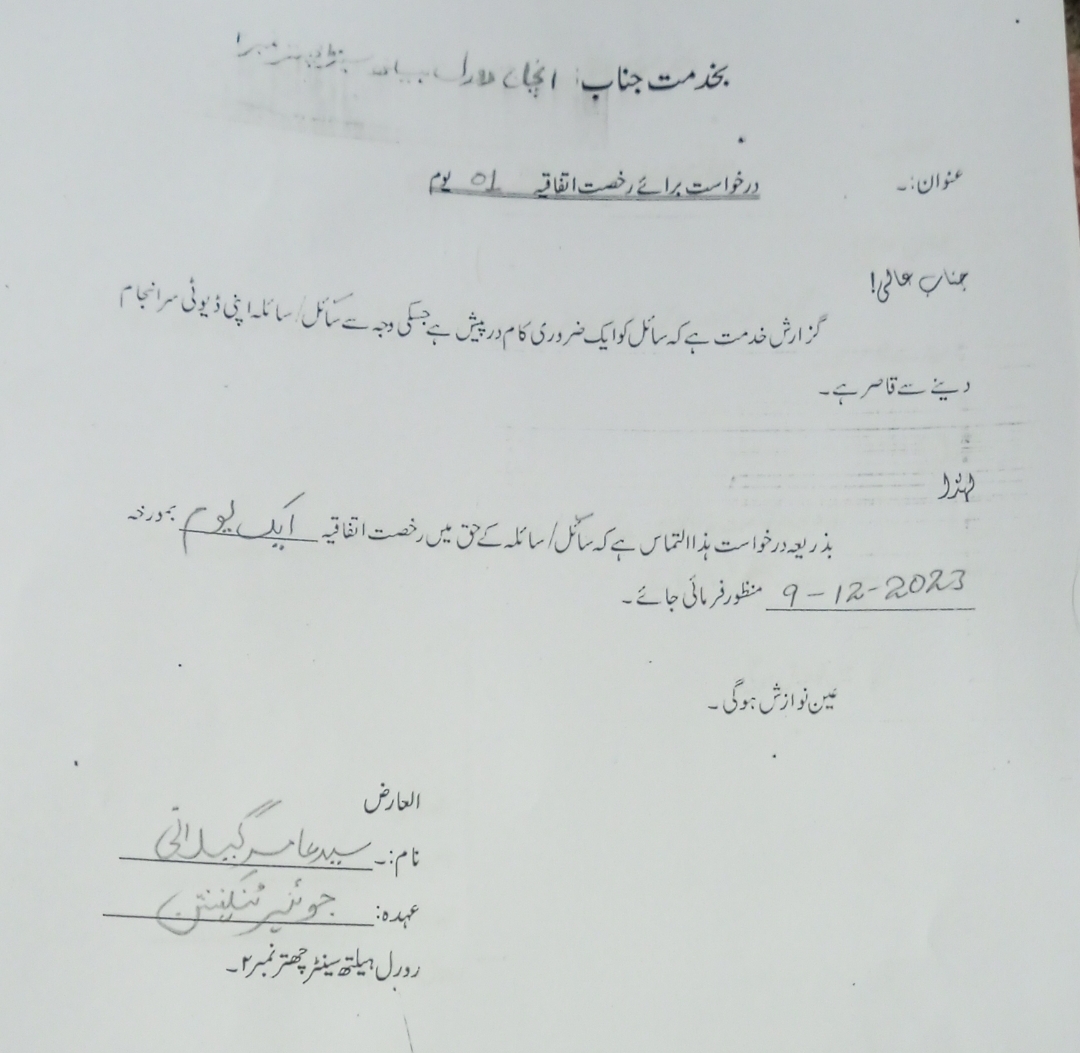 بخدمت جناب انچارج رورل ہیلتھ سینٹر چھتر نمبر ۲
عنوان:۔ درخواست برائے رخصت اتفاقیہ 01 یوم
جناب عالی!
گزارش خدمت ہے کہ سائل کو ایک ضروری کام درپیش ہے جسکی وجہ سے سائل/سائلہ اپنی ڈیوٹی سرانجام
دینے سے قاصر ہے۔
لہٰذا
بذریعہ درخواست ہذا التماس ہے کہ سائل/سائلہ کے حق میں رخصت اتفاقیہ ایک یوم بمورخہ
9-12-2023 منظور فرمائی جائے۔
عین نوازش ہوگی۔
العارض
نام:۔ سید عامر گیلانی
عہدہ: جونئیر ٹیکنیشن
رورل ہیلتھ سینٹر چھتر نمبر ۲۔